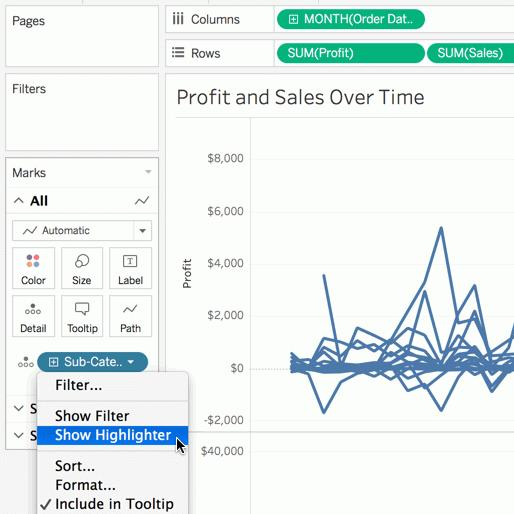 Pages
Columns
MONTH(Order Dat..
Rows
SUM(Profit)
SUM(Sales)
Filters
Profit and Sales Over Time
Marks
All
Automatic
Color
Size
Label
Detail
Tooltip
Path
Sub-Cate..
Filter...
Show Filter
Show Highlighter
Sort...
Format...
✓ Include in Tooltip
S
S
Profit
$8,000
$6,000
$4,000
$2,000
$0
-$2,000
$40,000